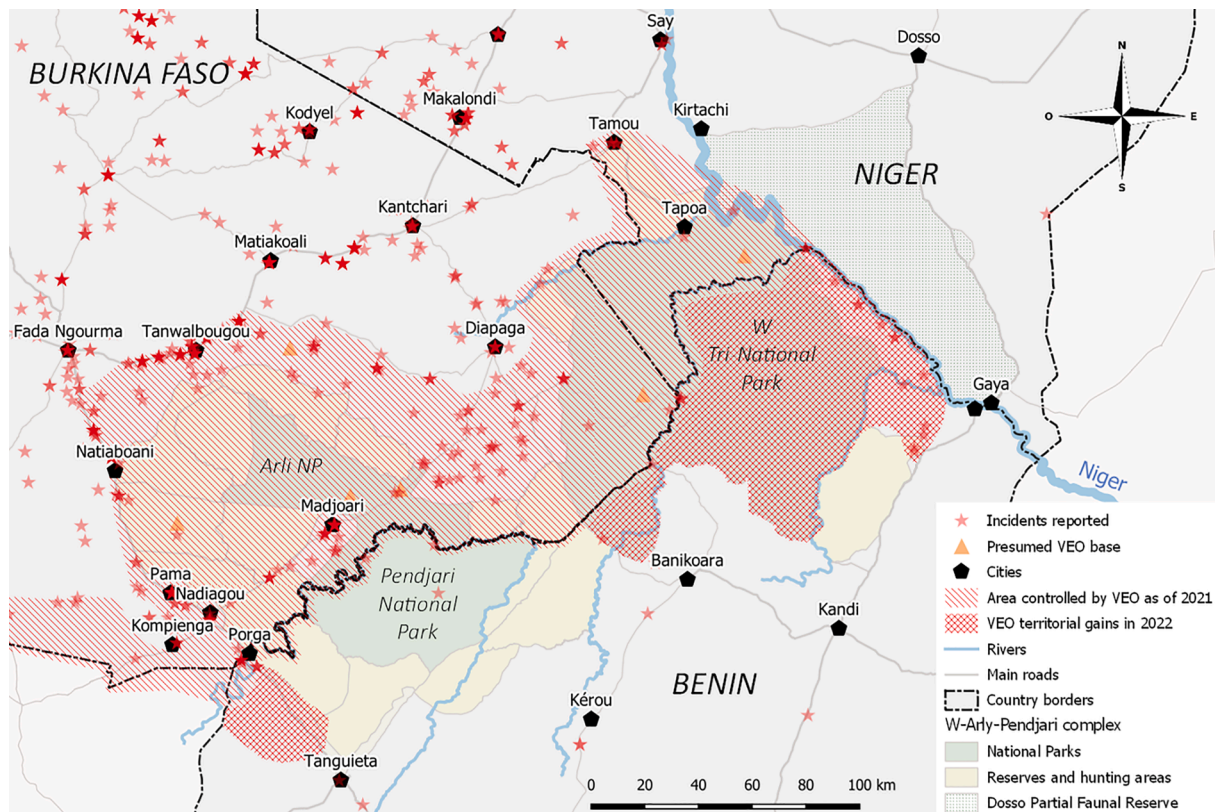 Say
Dosso
N
BURKINA FASO
Makalondi
Kirtachi
Kodyel
O
E
Tamou
NIGER
S
Kantchari
Tapoa
Matiakoali
Fada Ngourma
Tanwalbougou
Diapaga
W
Tri National
Park
Gaya
Natiaboani
Arli NP
Niger
Madjoari
Incidents reported
Presumed VEO base
Banikoara
Cities
Pendjari
National
Park
Pama
Nadiagou
Area controlled by VEO as of 2021
Kandi
VEO territorial gains in 2022
Kompienga
Porga
Rivers
Main roads
BENIN
Country borders
Kérou
W-Arly-Pendjari complex
National Parks
Tanguieta
Reserves and hunting areas
0 20 40 60 80 100 km
Dosso Partial Faunal Reserve